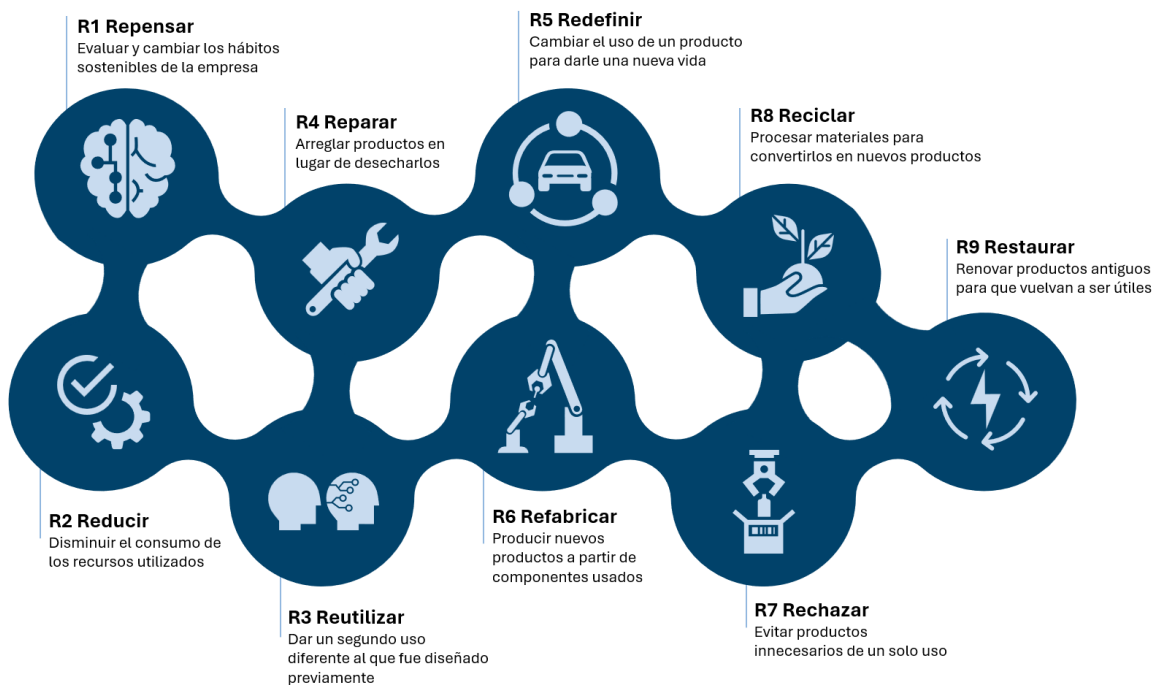 R1 Repensar
Evaluar y cambiar los hábitos
sostenibles de la empresa
R2 Reducir
Disminuir el consumo de
los recursos utilizados
R3 Reutilizar
Dar un segundo uso
diferente al que fue diseñado
previamente
R4 Reparar
Arreglar productos en
lugar de desecharlos
R5 Redefinir
Cambiar el uso de un producto
para darle una nueva vida
R6 Refabricar
Producir nuevos
productos a partir de
componentes usados
R7 Rechazar
Evitar productos
innecesarios de un solo uso
R8 Reciclar
Procesar materiales para
convertirlos en nuevos productos
R9 Restaurar
Renovar productos antiguos
para que vuelvan a ser útiles